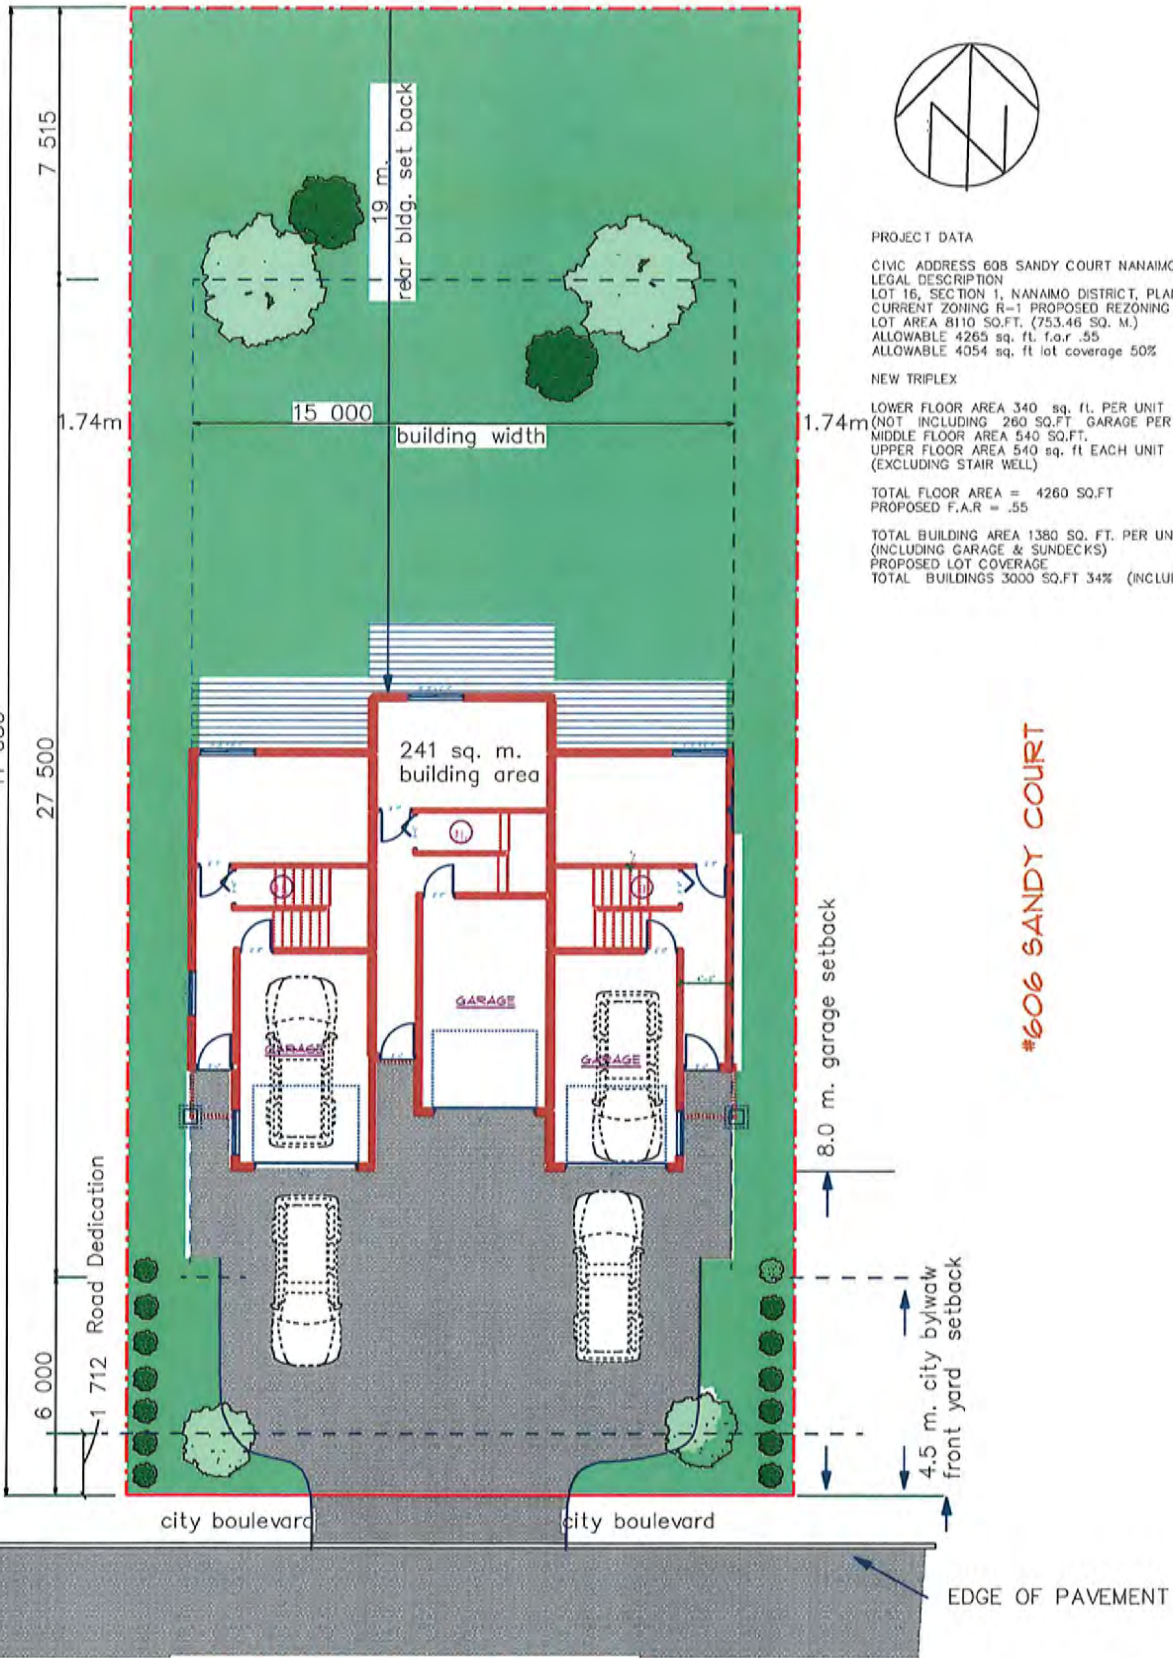 7 515
19 m.
rear bldg. set back
N
PROJECT DATA
CIVIC ADDRESS 608 SANDY COURT NANAIMO
LEGAL DESCRIPTION
LOT 16, SECTION 1, NANAIMO DISTRICT,
CURRENT ZONING R-1 PROPOSED REZONING
LOT AREA 8110 SQ.FT. (753.46 SQ. M.)
ALLOWABLE 4265 sq. ft. f.a.r .55
ALLOWABLE 4054 sq. ft lot coverage 50%
NEW TRIPLEX
LOWER FLOOR AREA 340 sq. ft. PER UNIT
(NOT INCLUDING 260 SQ.FT GARAGE PER
MIDDLE FLOOR AREA 540 SQ.FT.
UPPER FLOOR AREA 540 sq. ft EACH UNIT
(EXCLUDING STAIR WELL)
TOTAL FLOOR AREA = 4260 SQ.FT
PROPOSED F.A.R = .55
TOTAL BUILDING AREA 1380 SQ. FT. PER
(INCLUDING GARAGE & SUNDECKS)
PROPOSED LOT COVERAGE
TOTAL BUILDINGS 3000 SQ.FT 34%
1.74m
15 000
building width
1.74m
27 500
241 sq. m.
building area
#606 SANDY COURT
GARAGE
GARAGE
GARAGE
8.0 m. garage setback
1 712 Road Dedication
6 000
4.5 m. city bylwaw
front yard setback
city boulevard
city boulevard
EDGE OF PAVEMENT